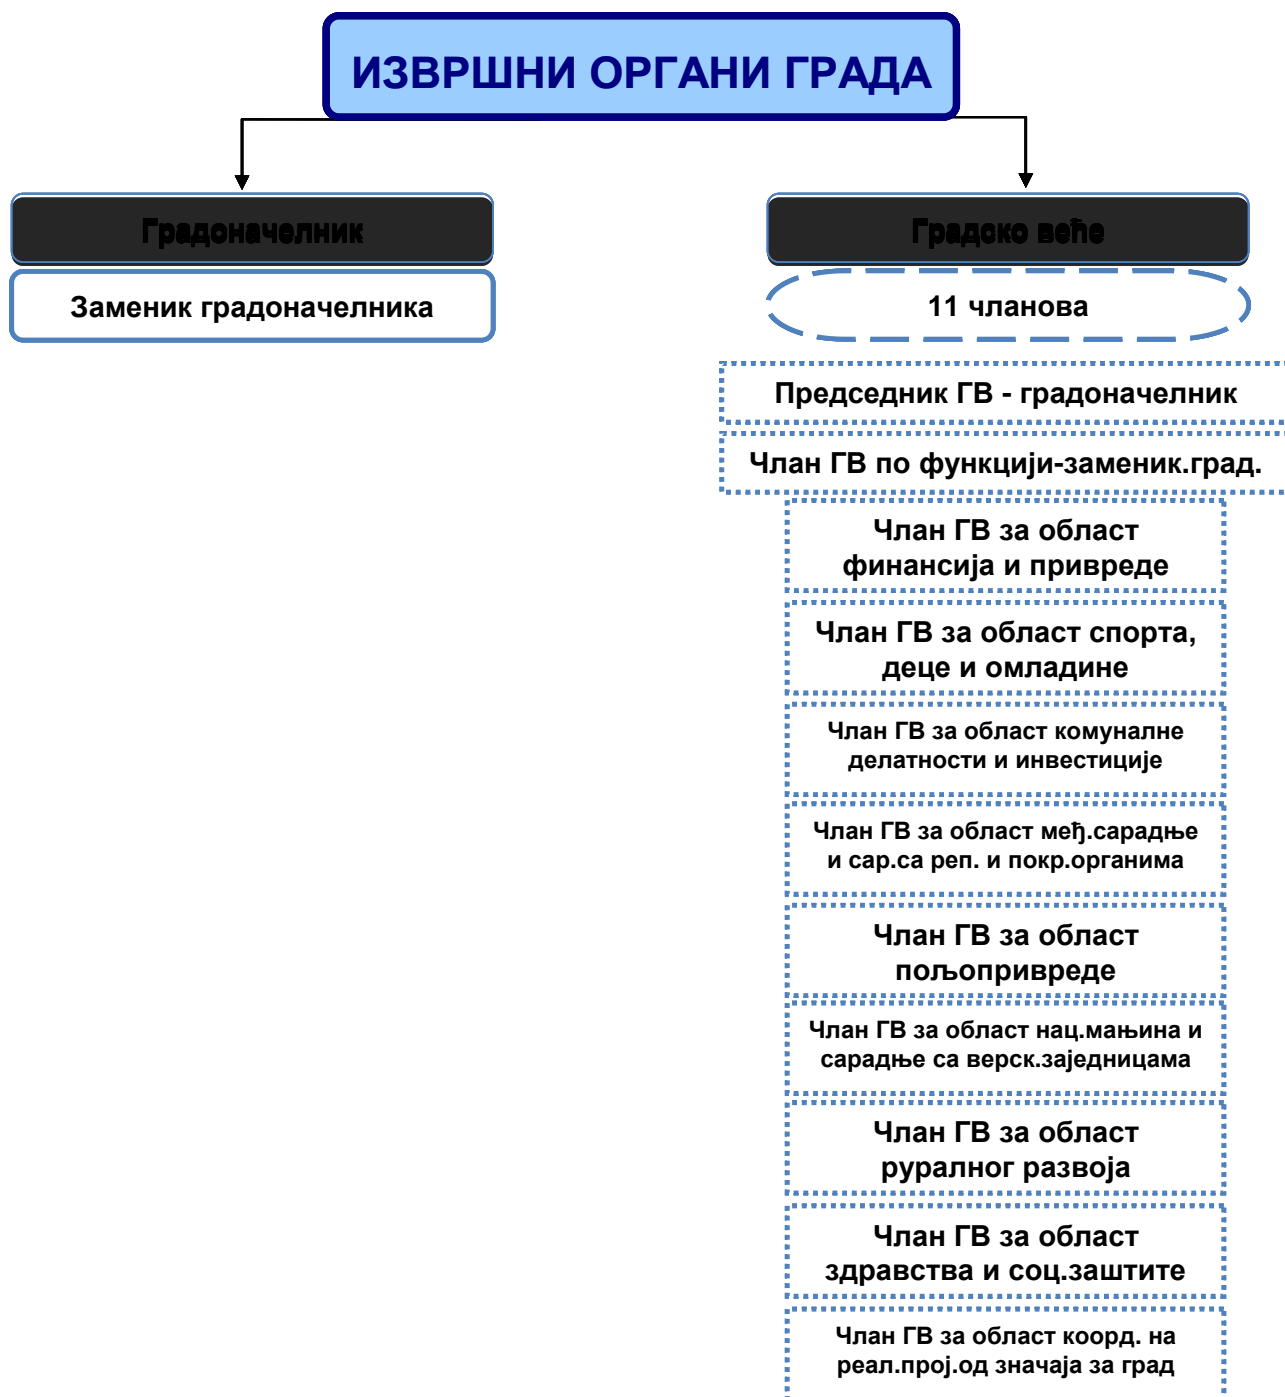 ИЗВРШНИ ОРГАНИ ГРАДА
Градоначелник
Заменик градоначелника
Градско веће
11 чланова
Председник ГВ - градоначелник
Члан ГВ по функцији-заменик.град.
Члан ГВ за област
финансија и привреде
Члан ГВ за област спорта,
деце и омладине
Члан ГВ за област комуналне
делатности и инвестиције
Члан ГВ за област међ.сарадње
и сар.са реп. и покр.органима
Члан ГВ за област
пољопривреде
Члан ГВ за област нац.мањина и
сарадње са верск.заједницама
Члан ГВ за област
руралног развоја
Члан ГВ за област
здравства и соц.заштите
Члан ГВ за област коорд. на
реал.прој.од значаја за град